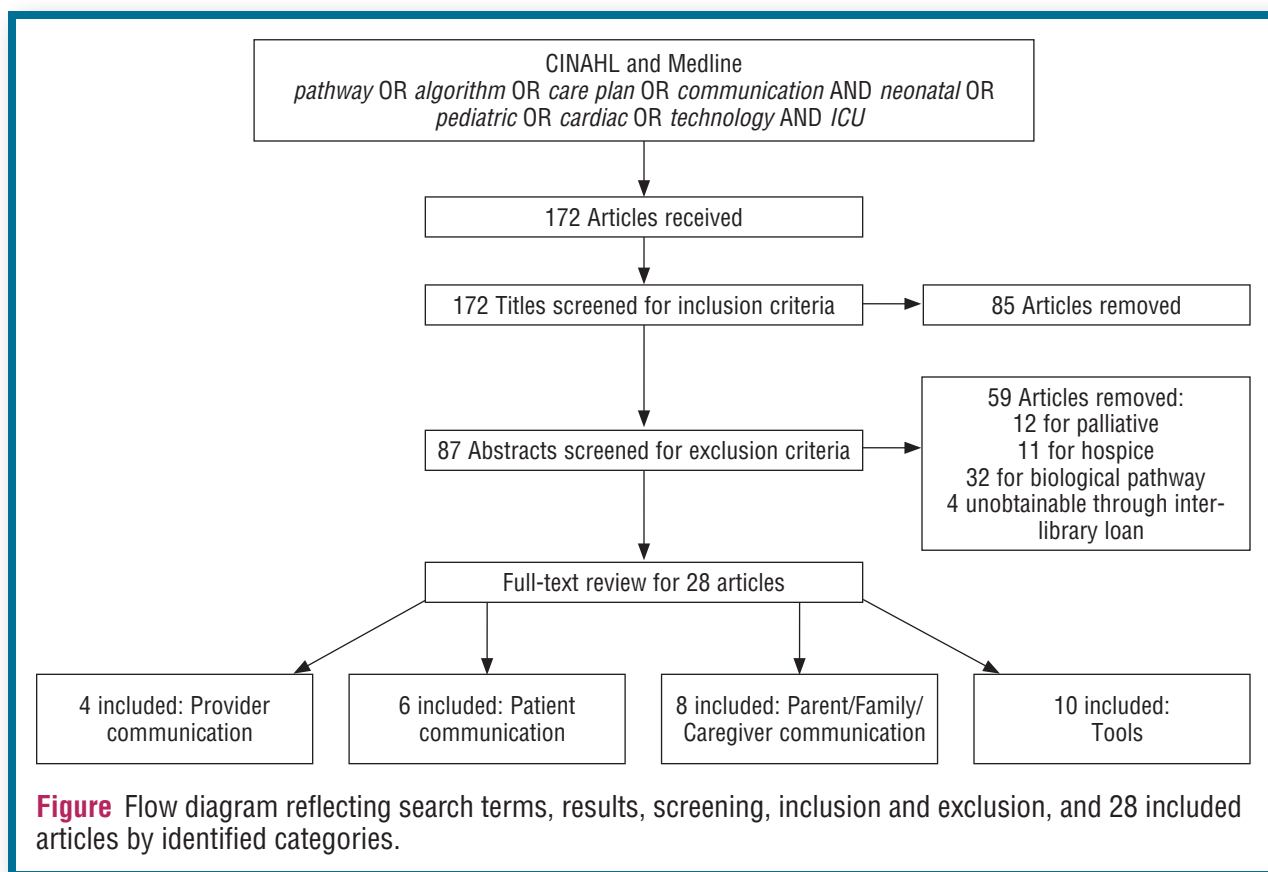 CINAHL and Medline
pathway OR algorithm OR care plan OR communication AND neonatal OR
pediatric OR cardiac OR technology AND ICU
172 Articles received
172 Titles screened for inclusion criteria
85 Articles removed
59 Articles removed:
12 for palliative
11 for hospice
32 for biological pathway
4 unobtainable through inter-
library loan
87 Abstracts screened for exclusion criteria
Full-text review for 28 articles
4 included: Provider
communication
6 included: Patient
communication
8 included: Parent/Family/
Caregiver communication
10 included:
Tools
Figure Flow diagram reflecting search terms, results, screening, inclusion and exclusion, and 28 included
articles by identified categories.